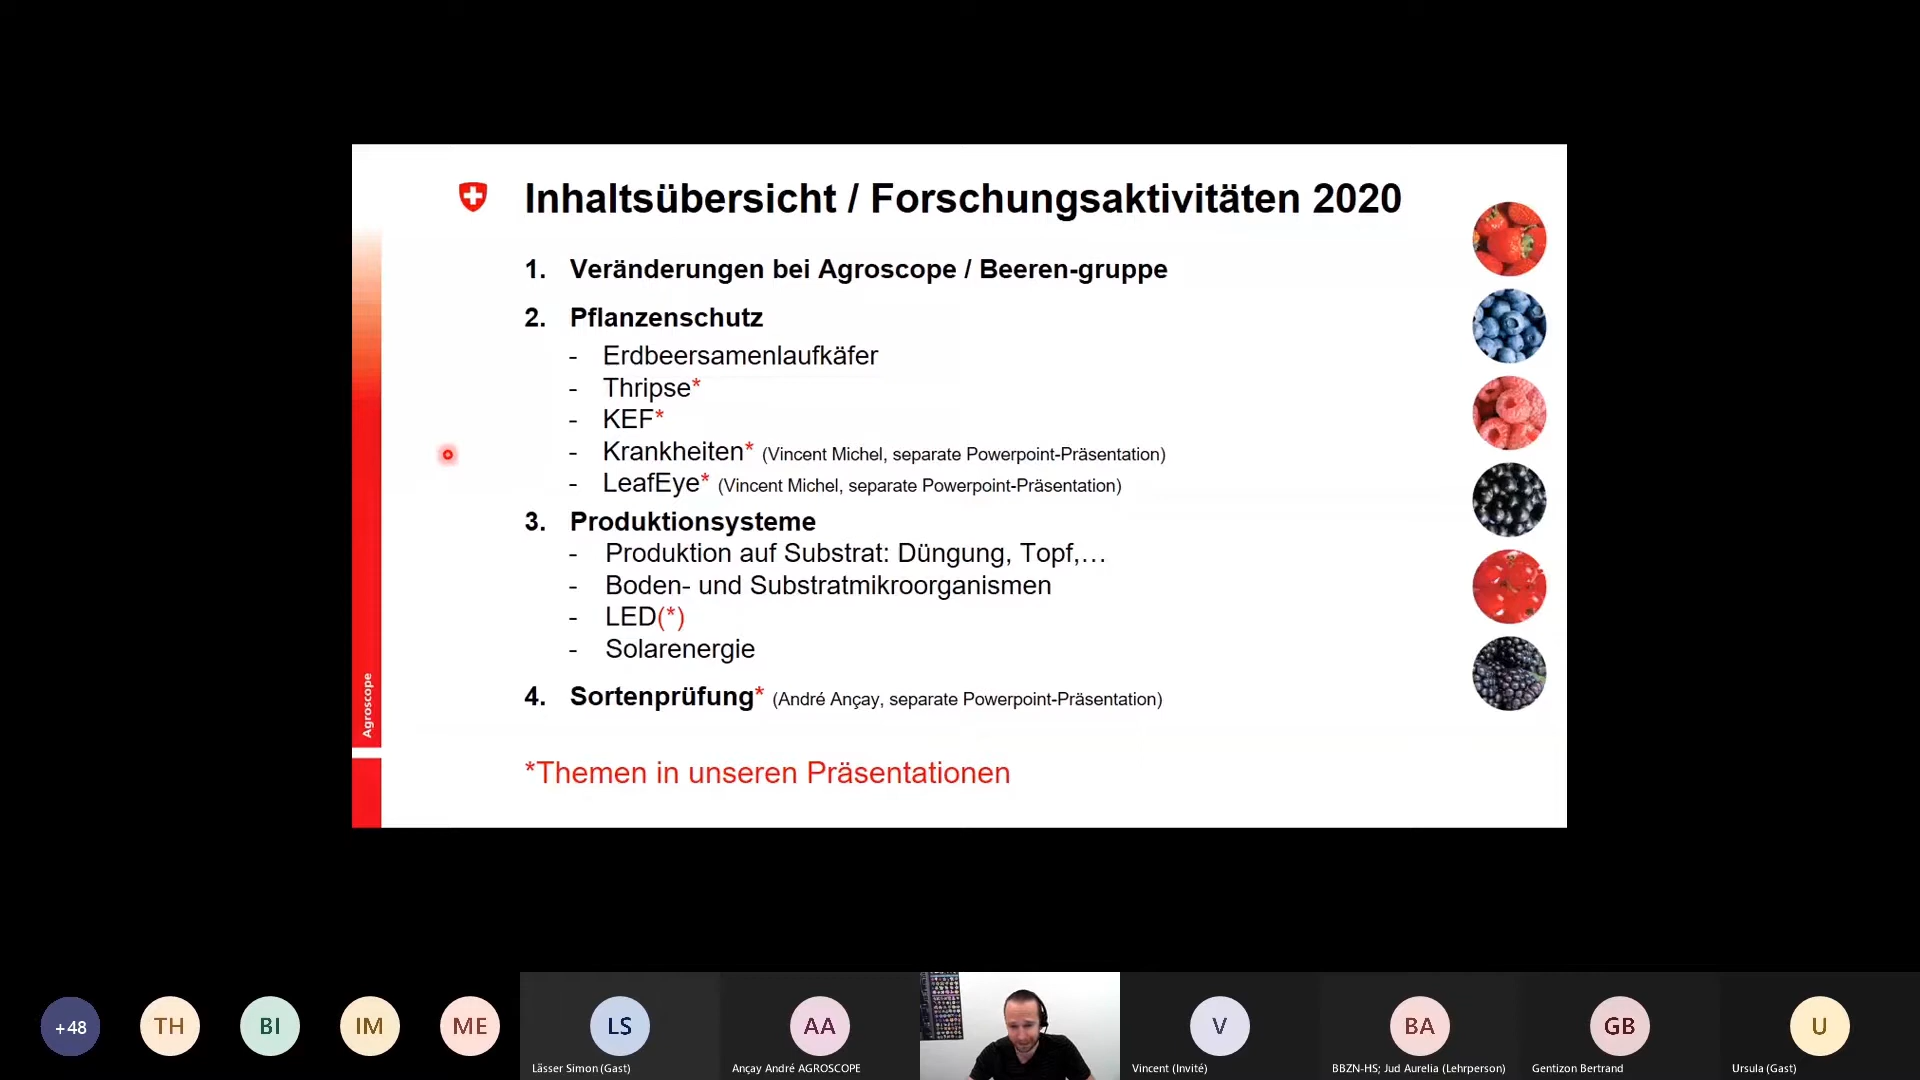 Inhaltsübersicht / Forschungsaktivitäten 2020
1. Veränderungen bei Agroscope / Beeren-gruppe
2. Pflanzenschutz
- Erdbeersamenlaufkäfer
- Thripse*
- KEF*
- Krankheiten* (Vincent Michel, separate Powerpoint-Präsentation)
- LeafEye* (Vincent Michel, separate Powerpoint-Präsentation)
3. Produktionsysteme
- Produktion auf Substrat: Düngung, Topf,…
- Boden- und Substratmikroorganismen
- LED(*)
- Solarenergie
4. Sortenprüfung* (André Ançay, separate Powerpoint-Präsentation)
*Themen in unseren Präsentationen
Agroscope
+48
TH
BI
IM
ME
LS
AA
V
BA
GB
U
Lässer Simon (Gast)
Ançay André AGROSCOPE
Vincent (Invité)
BBZN-HS; Jud Aurelia (Lehrperson)
Gentizon Bertrand
Ursula (Gast)